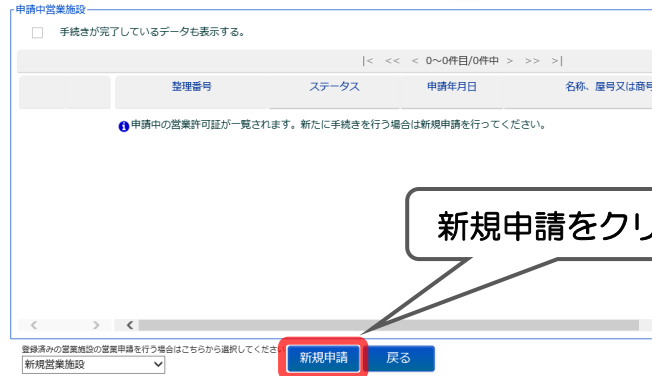 申請中営業施設
手続きが完了しているデータも表示する。
|< << < 0～0件目/0件中 > >> >|
整理番号 ステータス 申請年月日 名称、屋号又は商号
申請中の営業許可証が一覧されます。新たに手続きを行う場合は新規申請を行ってください。
新規申請をクリ
登録済みの営業施設の営業申請を行う場合はこちらから選択してくださ
新規営業施設
新規申請 戻る